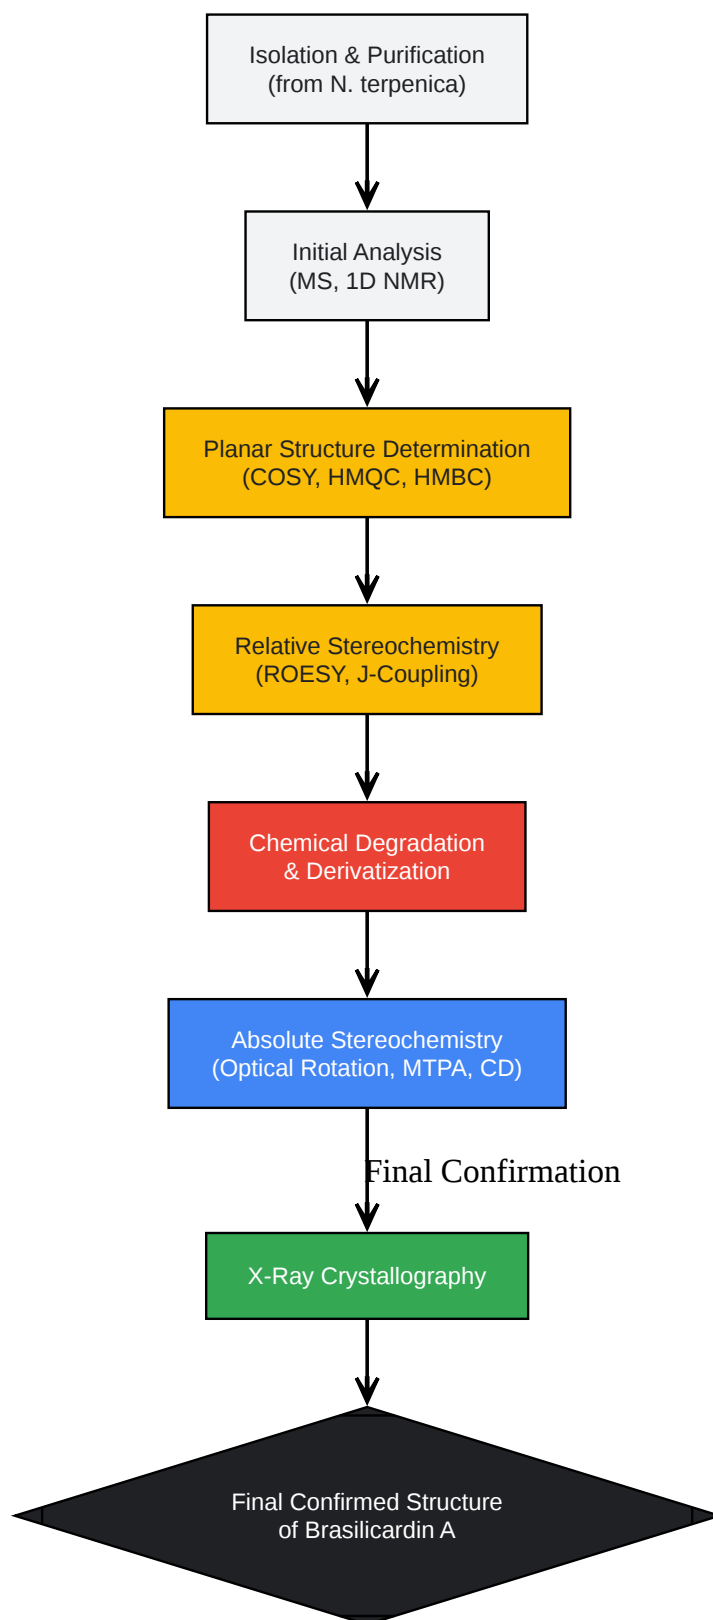 Isolation & Purification
(from N. terpenica)
Initial Analysis
(MS, 1D NMR)
Planar Structure Determination
(COSY, HMQC, HMBC)
Relative Stereochemistry
(ROESY, J-Coupling)
Chemical Degradation
& Derivatization
Absolute Stereochemistry
(Optical Rotation, MTPA, CD)
Final Confirmation
X-Ray Crystallography
Final Confirmed Structure
of Brasilicardin A